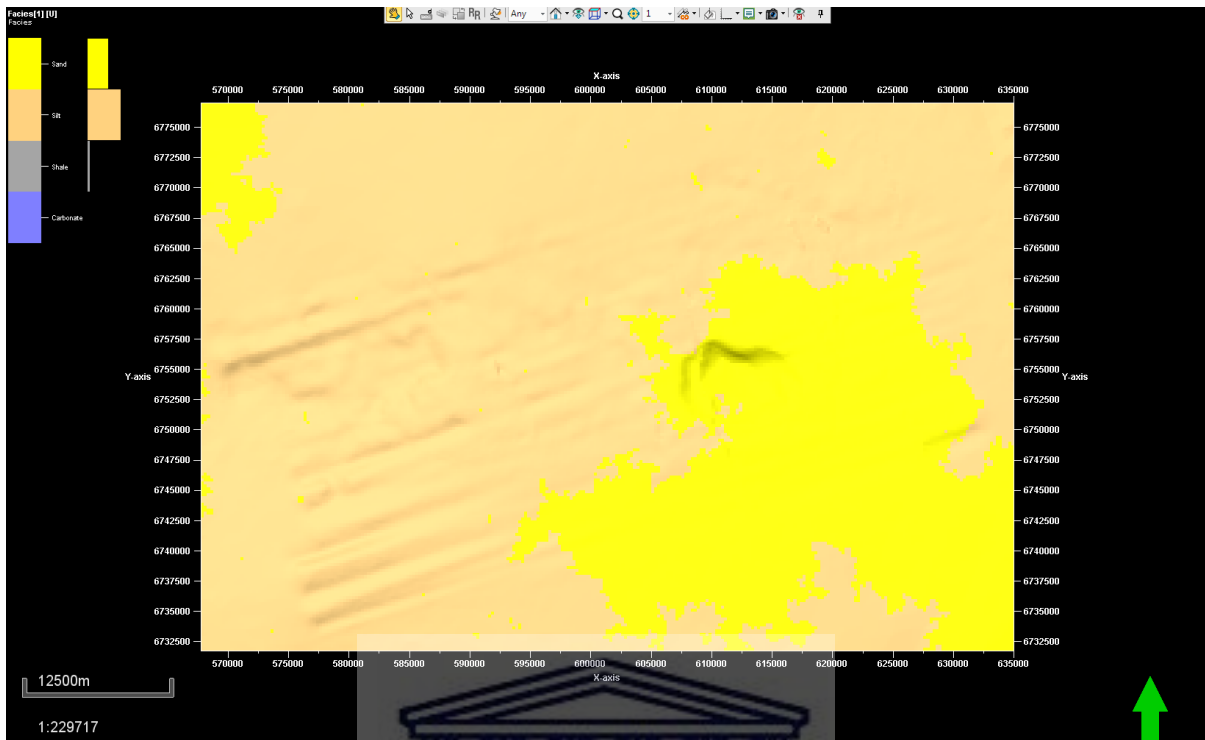 Facies[1] [U]
Facies
Any
1
Sand
Silt
Shale
Carbonate
X-axis
570000 575000 580000 585000 590000 595000 600000 605000 610000 615000 620000 625000 630000 635000
6775000 6775000
6772500 6772500
6770000 6770000
6767500 6767500
6765000 6765000
6762500 6762500
6760000 6760000
6757500 6757500
6755000 6755000
Y-axis Y-axis
6752500 6752500
6750000 6750000
6747500 6747500
6745000 6745000
6742500 6742500
6740000 6740000
6737500 6737500
6735000 6735000
6732500 6732500
570000 575000 580000 585000 590000 595000 600000 605000 610000 615000 620000 625000 630000 635000
X-axis
12500m
1:229717